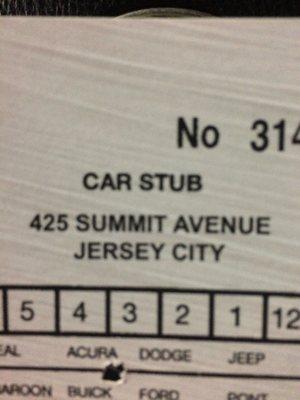 No 314
CAR STUB
425 SUMMIT AVENUE
JERSEY CITY
5 4 3 2 1 12
ACURA DODGE JEEP
BUICK FORD